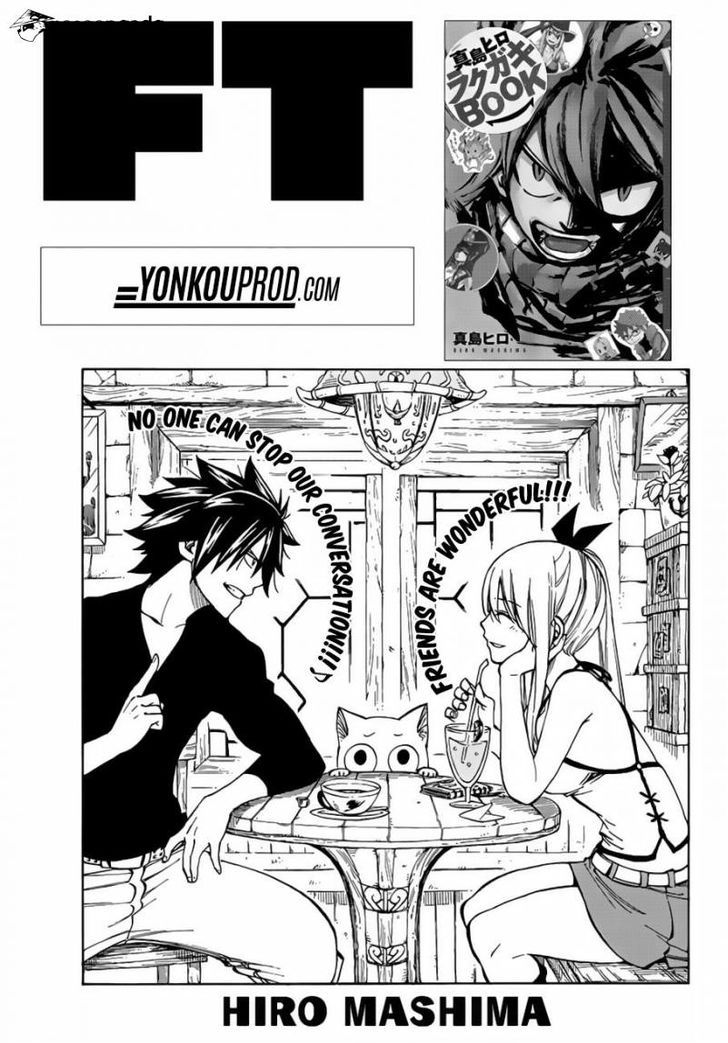 FT
真島ヒロ
ラクガキ
BOOK
真島ヒロ
HIRO MASHIMA
YONKOUPROD.COM
NO ONE CAN STOP OUR CONVERSATION!!!
FRIENDS ARE WONDERFUL!!!
HIRO MASHIMA